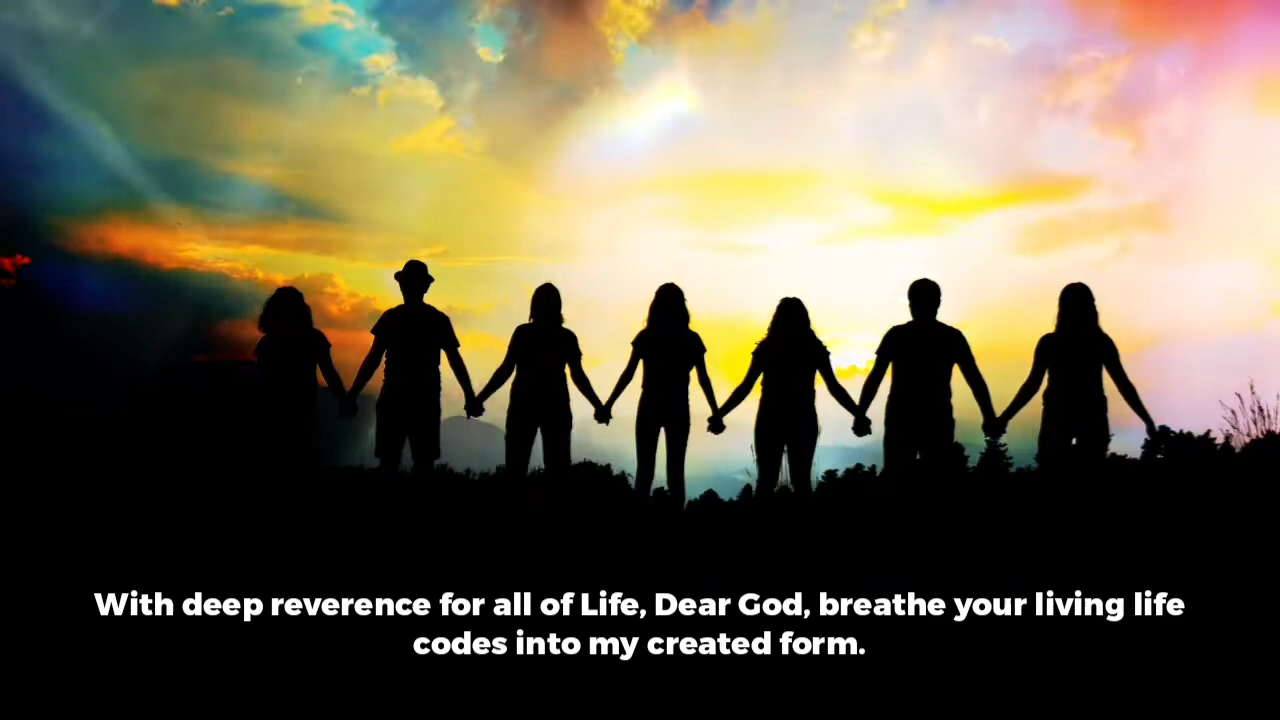 With deep reverence for all of Life, Dear God, breathe your living life
codes into my created form.